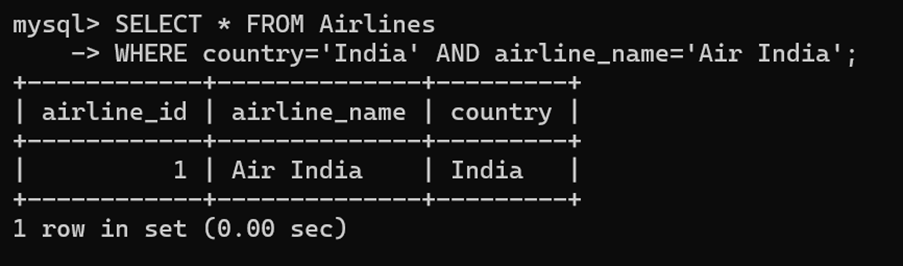 mysql> SELECT * FROM Airlines
    -> WHERE country='India' AND airline_name='Air India';
+------------+--------------+---------+
| airline_id | airline_name | country |
+------------+--------------+---------+
|          1 | Air India    | India   |
+------------+--------------+---------+
1 row in set (0.00 sec)